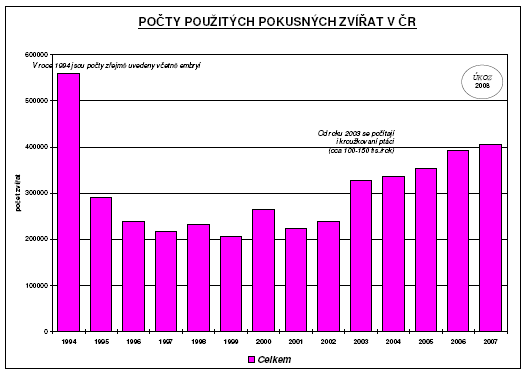 POČTY POUŽITÝCH POKUSNÝCH ZVÍŘAT V ČR
V roce 1994 jsou počty zřejmě uvedeny včetně embryí
ÚKOZ
2008
Od roku 2003 se počítají
i kroužkovaní ptáci
(cca 100-150 tis./rok)
počet zvířat
600000
500000
400000
300000
200000
100000
0
1994 1995 1996 1997 1998 1999 2000 2001 2002 2003 2004 2005 2006 2007
Celkem